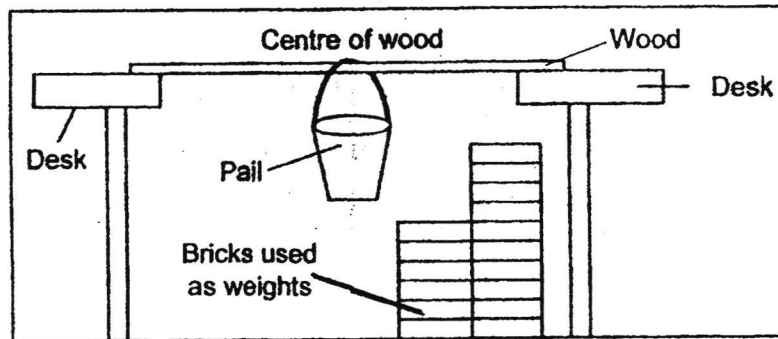 Centre of wood
Wood
Desk
Desk
Pail
Bricks used
as weights